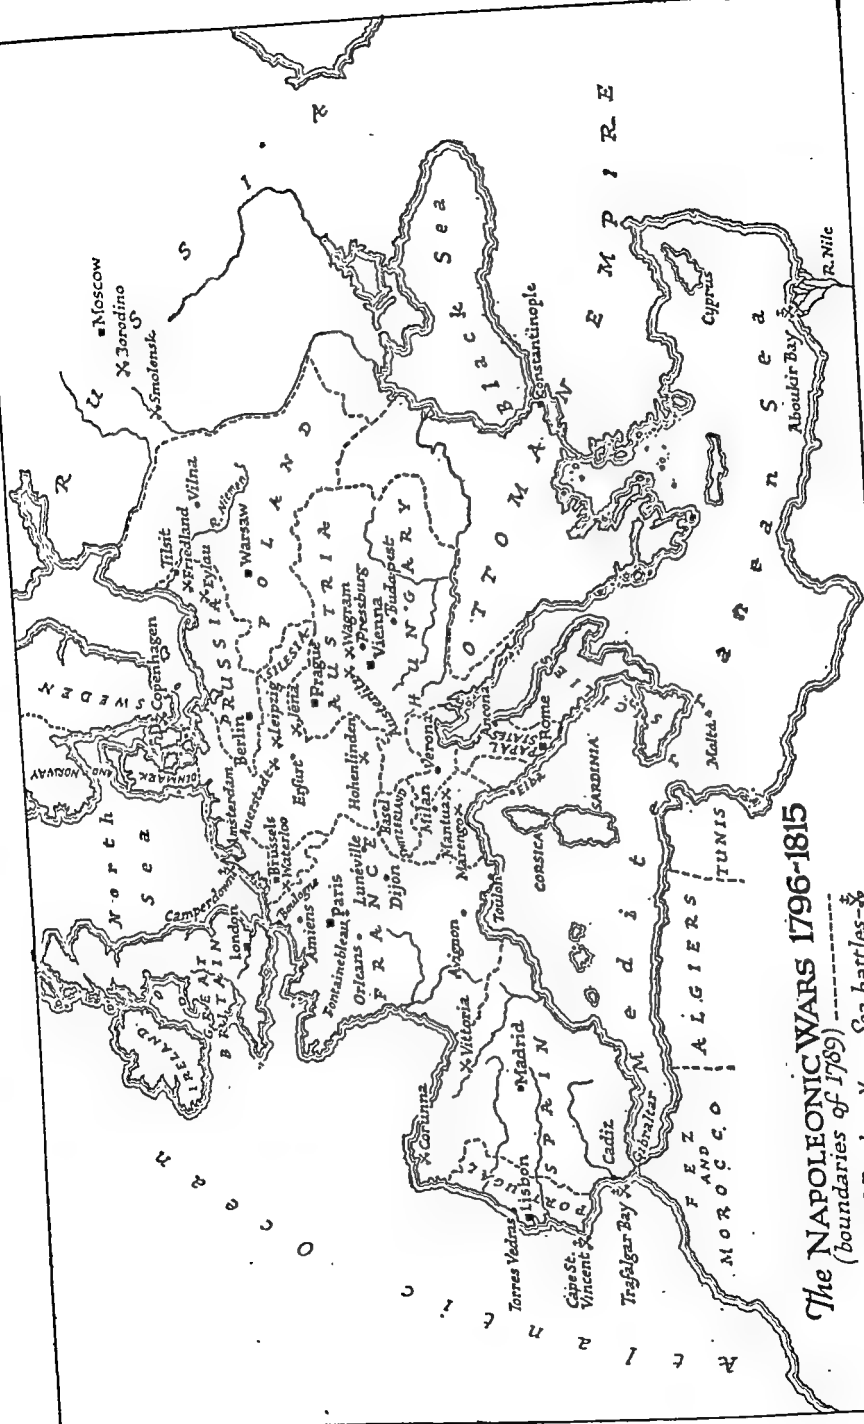 The NAPOLEONIC WARS 1796-1815
(boundaries of 1789) ------------
Sea battles
Atlantic Ocean
North Sea
Mediterranean Sea
Black Sea
IRELAND
GREAT BRITAIN
London
NORWAY
AND
DENMARK
SWEDEN
Copenhagen
RUSSIA
Moscow
Borodino
Smolensk
Tilsit
Friedland
Eylau
Vilna
R. Niemen
Warsaw
POLAND
PRUSSIA
Berlin
SILESIA
Leipzig
Jena
Auerstadt
Erfurt
Prague
AUSTRIA
Austerlitz
Wagram
Pressburg
Vienna
Budapest
HUNGARY
Hohenlinden
Camperdown
Amsterdam
Brussels
Waterloo
Boulogne
Amiens
Paris
Fontainebleau
Orleans
FRANCE
Lunéville
Dijon
Basel
SWITZERLAND
Milan
Verona
Mantua
Marengo
Avignon
Toulon
Ancona
PAPAL
STATES
Rome
Elba
CORSICA
SARDINIA
Malta
Corunna
Vittoria
Madrid
SPAIN
PORTUGAL
Lisbon
Torres Vedras
Cape St.
Vincent
Cadiz
Trafalgar Bay
Gibraltar
FEZ
AND
MOROCCO
ALGIERS
TUNIS
OTTOMAN EMPIRE
Constantinople
Cyprus
Aboukir Bay
R. Nile